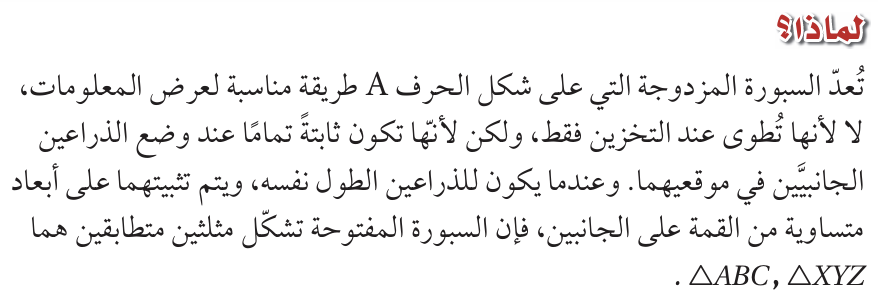 لماذا؟
تُعدّ السبورة المزدوجة التي على شكل الحرف A طريقة مناسبة لعرض المعلومات،
لا لأنها تُطوى عند التخزين فقط، ولكن لأنّها تكون ثابتةً تمامًا عند وضع الذراعين
الجانبيَّين في موقعيهما. وعندما يكون للذراعين الطول نفسه، ويتم تثبيتهما على أبعاد
متساوية من القمة على الجانبين، فإن السبورة المفتوحة تشكّل مثلثين متطابقين هما
△ABC, △XYZ .